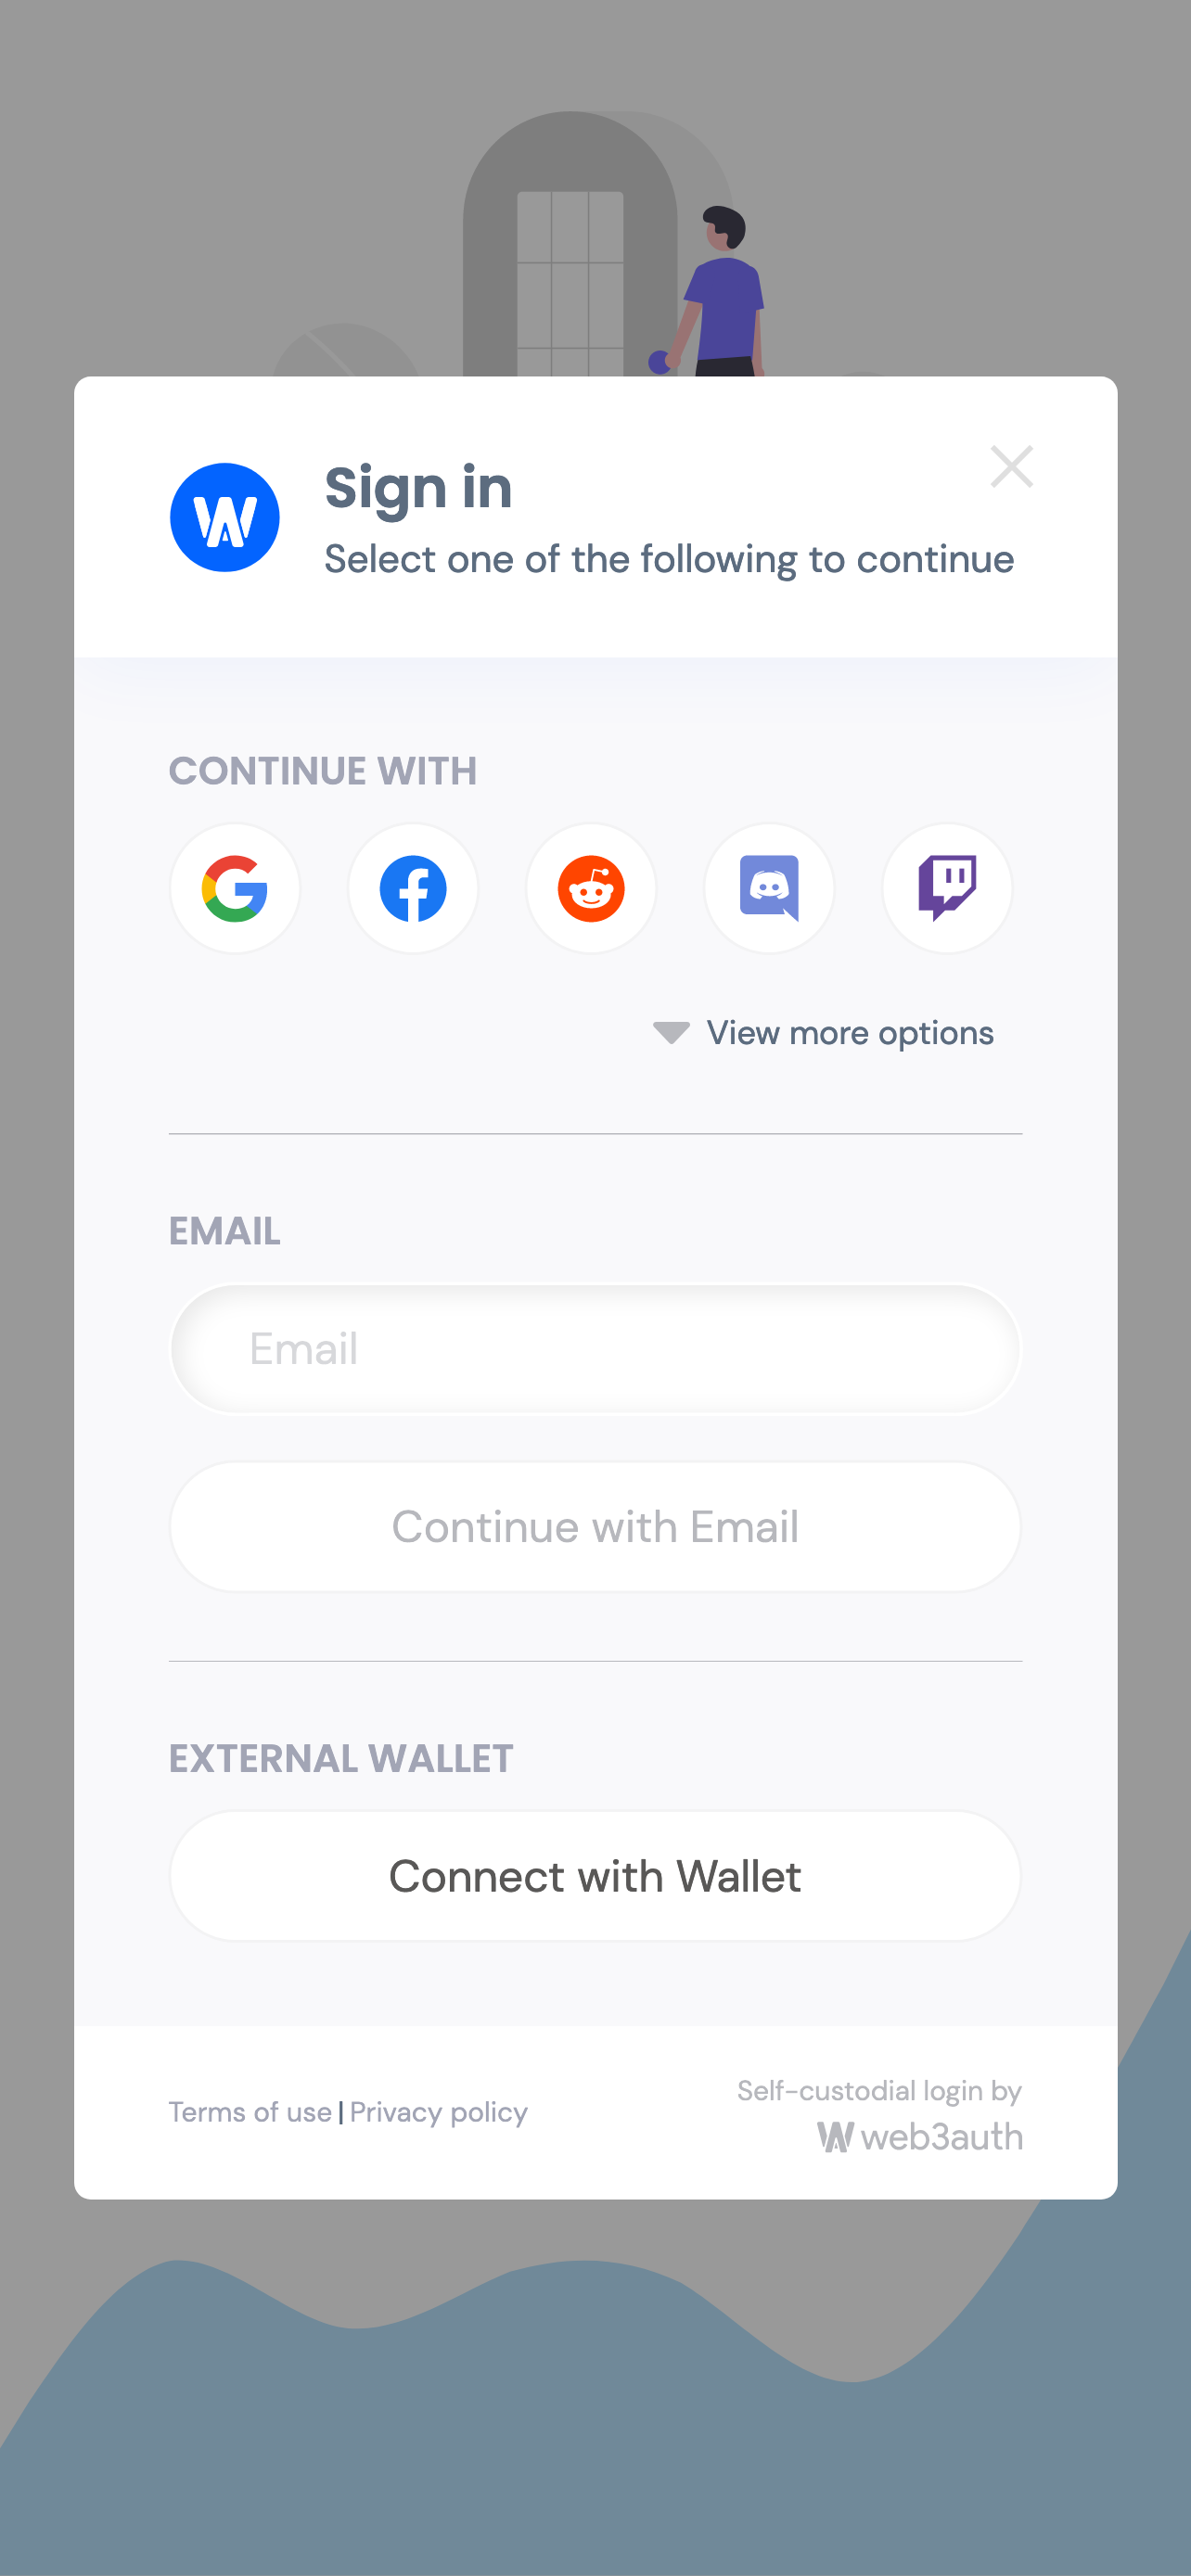 Sign in
Select one of the following to continue
CONTINUE WITH
View more options
EMAIL
Email
Continue with Email
EXTERNAL WALLET
Connect with Wallet
Terms of use | Privacy policy
Self-custodial login by
web3auth